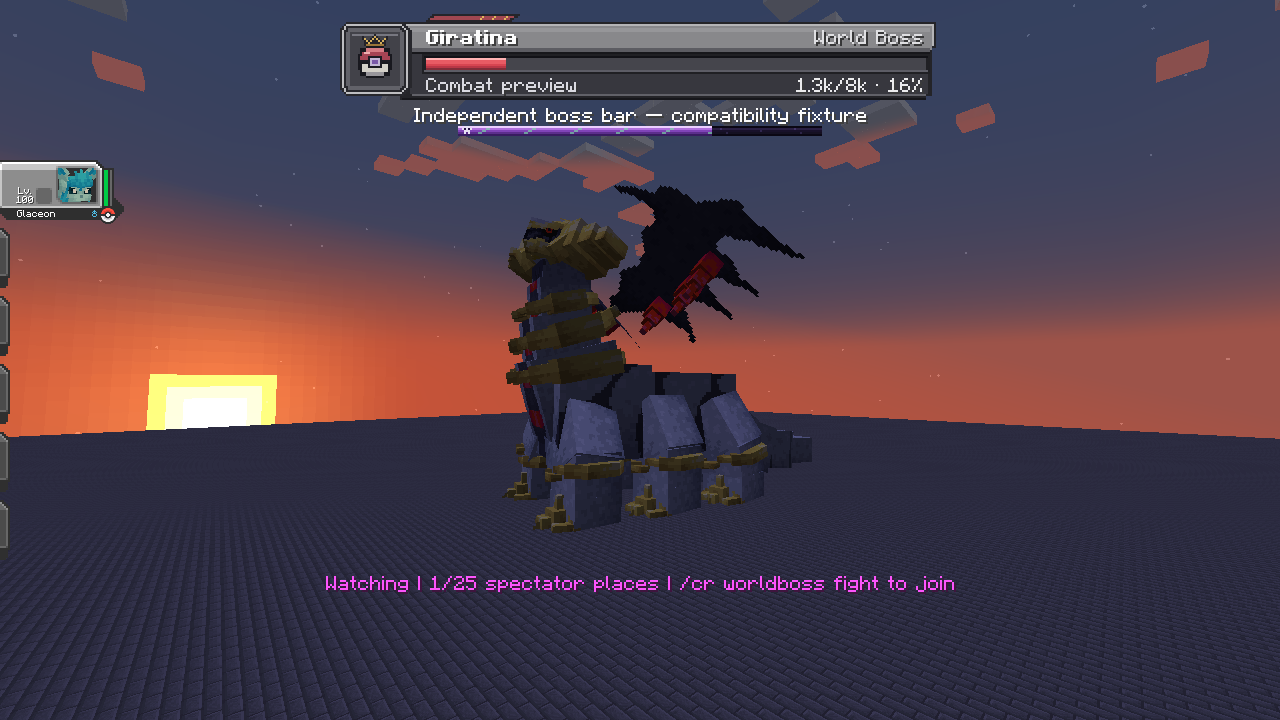 Giratina
World Boss
Combat preview
1.3k/8k · 16%
Independent boss bar — compatibility fixture
Lv.
100
Glaceon
Watching | 1/25 spectator places | /cr worldboss fight to join